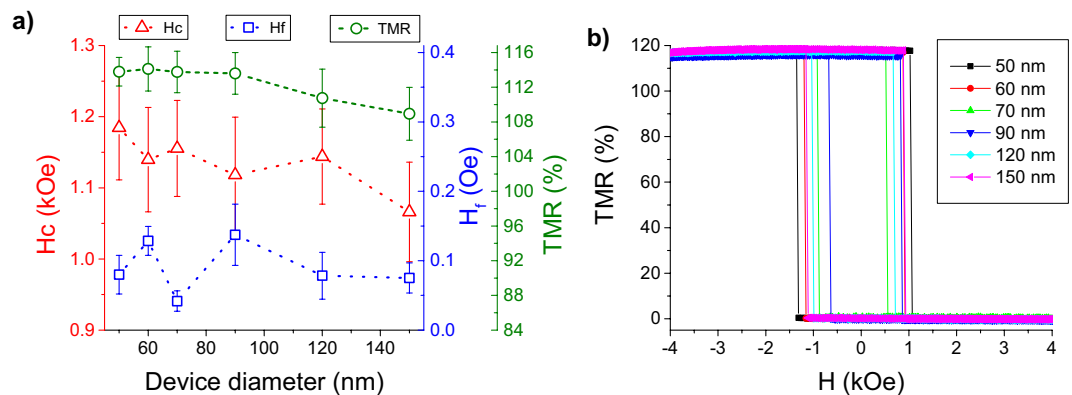 a)
Hc
Hf
TMR
1.3
1.2
1.1
1.0
0.9
Hc (kOe)
60
80
100
120
140
Device diameter (nm)
0.4
0.3
0.2
0.1
0.0
H_f (Oe)
116
112
108
104
100
96
92
88
84
TMR (%)
b)
120
100
80
60
40
20
0
TMR (%)
-4
-3
-2
-1
0
1
2
3
4
H (kOe)
50 nm
60 nm
70 nm
90 nm
120 nm
150 nm